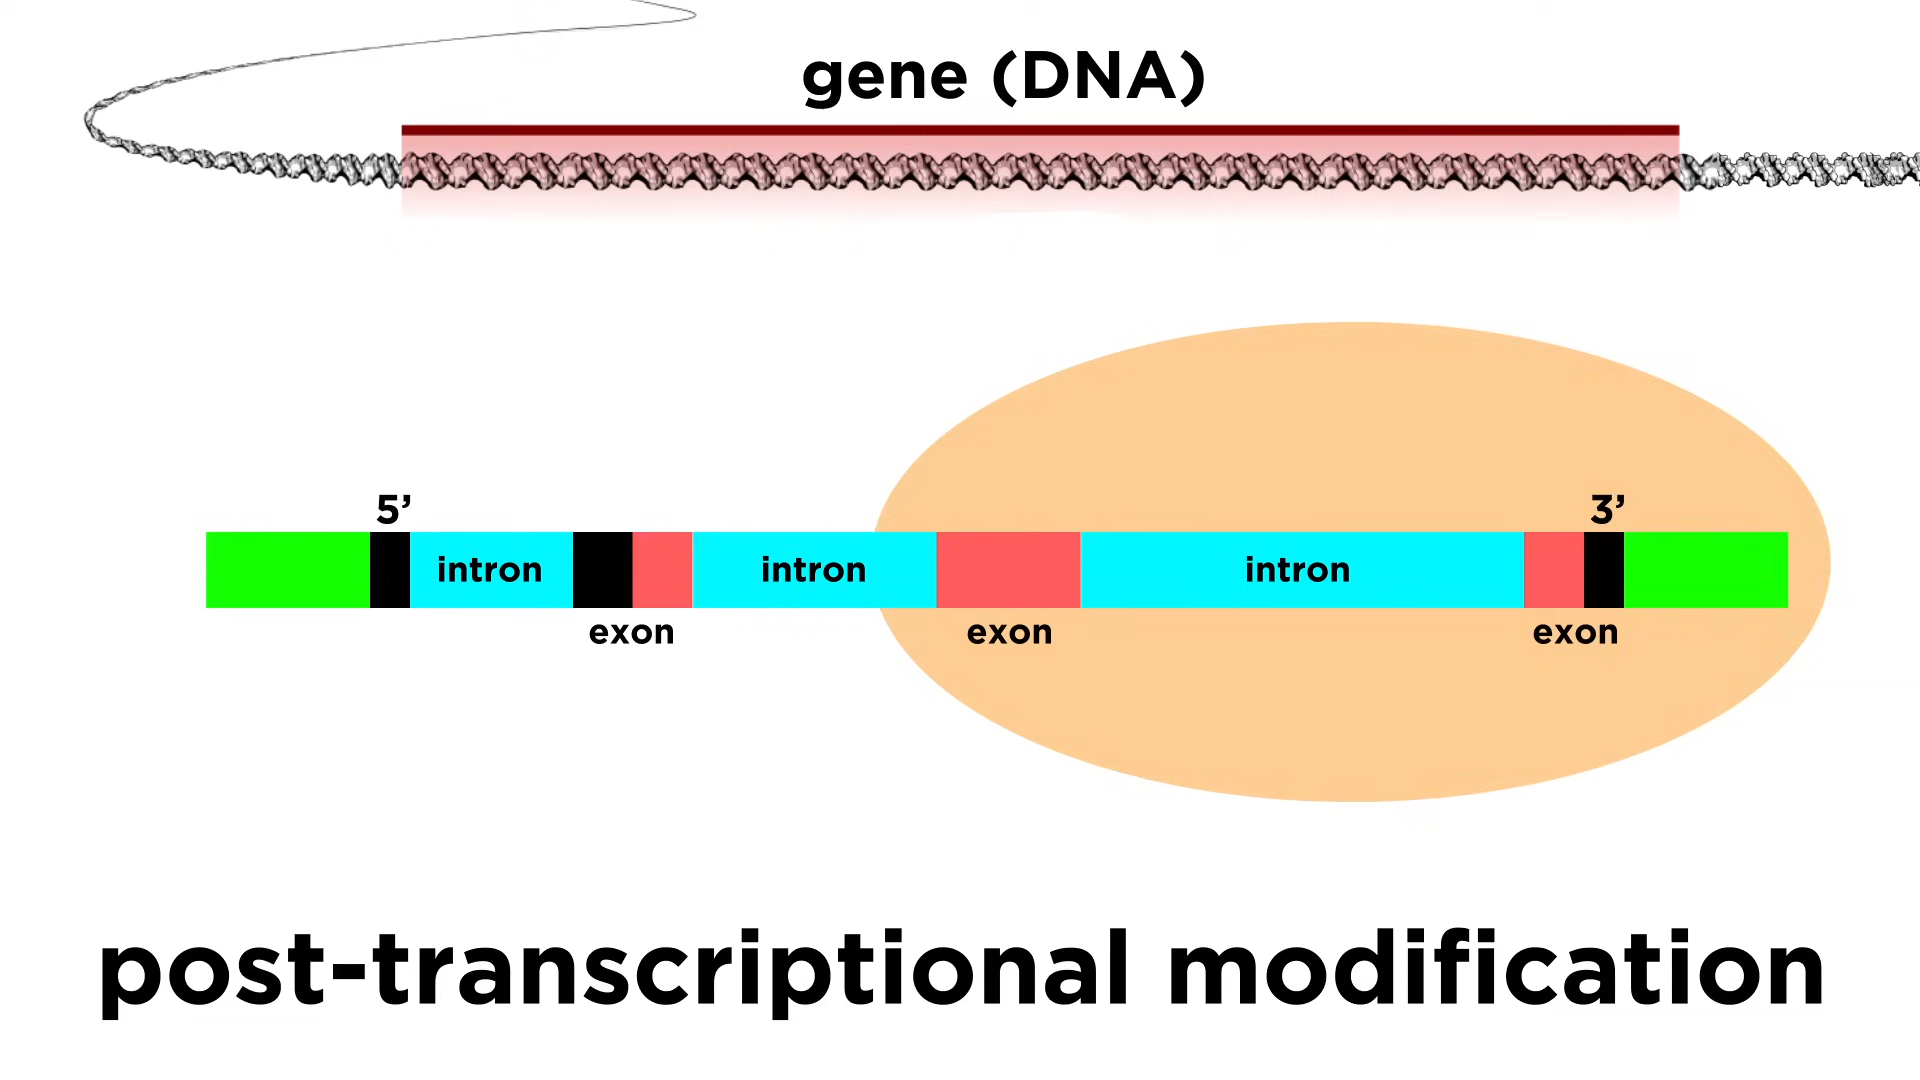 gene (DNA)
5’ 3’
intron intron intron
exon exon exon
post-transcriptional modification